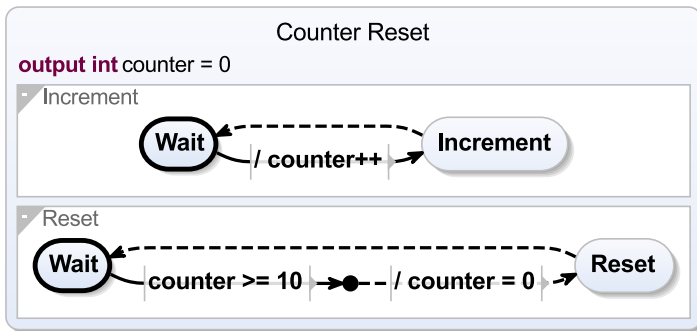 Counter Reset
output int counter = 0
- Increment
Wait
/ counter++
Increment
- Reset
Wait
counter >= 10
/ counter = 0
Reset